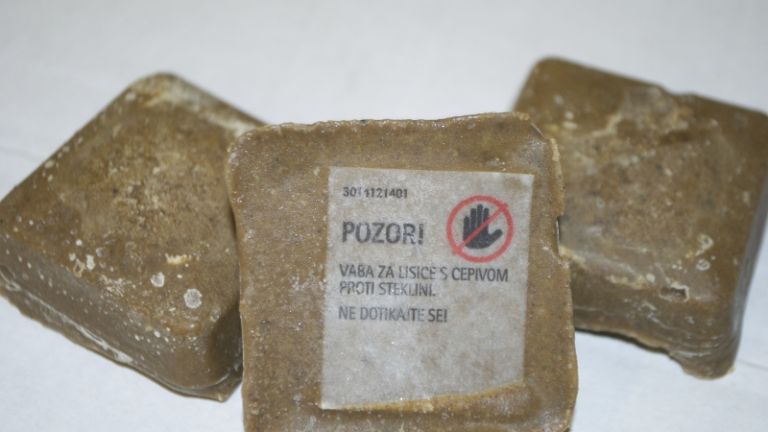 3011121401
POZOR!
VABA ZA LISICE S CEPIVOM
PROTI STEKLINI.
NE DOTIKAJTE SE!